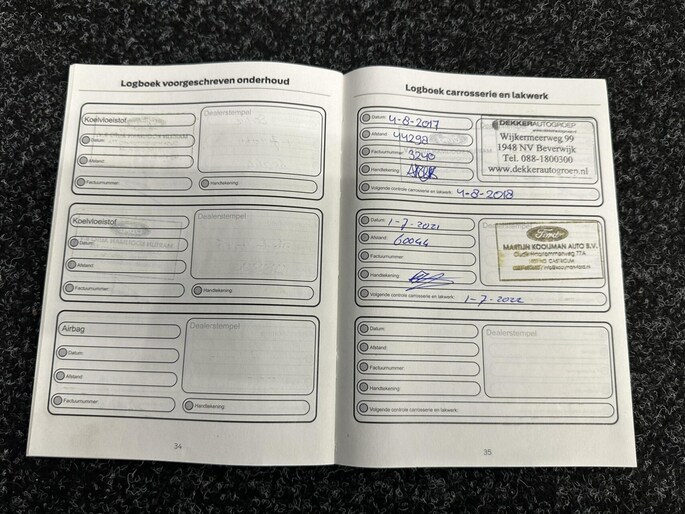 Logboek voorgeschreven onderhoud
Koelvloeistof
Dealerstempel
Datum:
Afstand:
Factuurnummer:
Handtekening:
Koelvloeistof
Dealerstempel
Datum:
Afstand:
Factuurnummer:
Handtekening:
Airbag
Dealerstempel
Datum:
Afstand:
Factuurnummer:
Handtekening:
34
Logboek carrosserie en lakwerk
Datum: 4-8-2017
Afstand: 44298
Factuurnummer: 3240
Handtekening:
DEKKERAUTOGROEP
Wijkermeerweg 99
1948 NV Beverwijk
Tel. 088-1800300
www.dekkerautogroep.nl
Volgende controle carrosserie en lakwerk: 4-8-2018
Datum: 1-7-2021
Afstand: 60044
Factuurnummer:
Handtekening:
Ford
MARTIJN KOOIJMAN AUTO B.V.
Volgende controle carrosserie en lakwerk: 1-7-2022
Datum:
Dealerstempel
Afstand:
Factuurnummer:
Handtekening:
Volgende controle carrosserie en lakwerk:
35